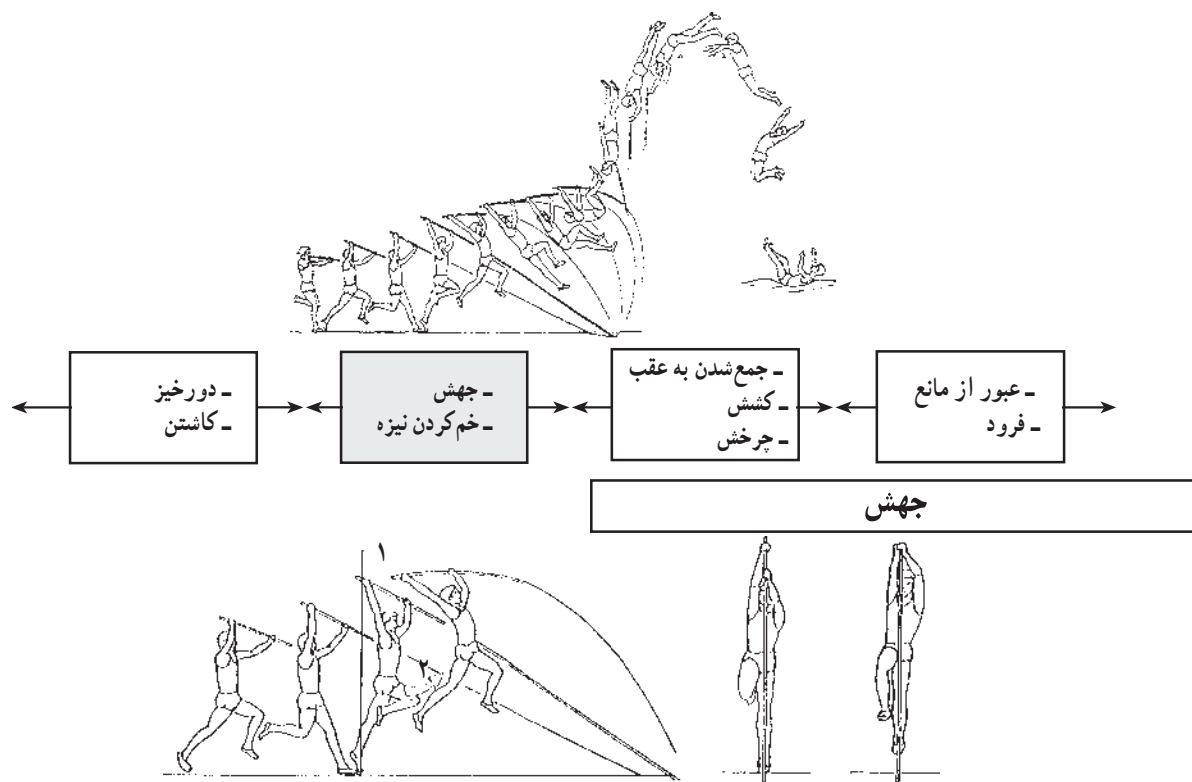 ـ دورخیز
ـ کاشتن
ـ جهش
ـ خم‌کردن نیزه
ـ جمع‌شدن به عقب
ـ کشش
ـ چرخش
ـ عبور از مانع
ـ فرود
جهش
۱
۲